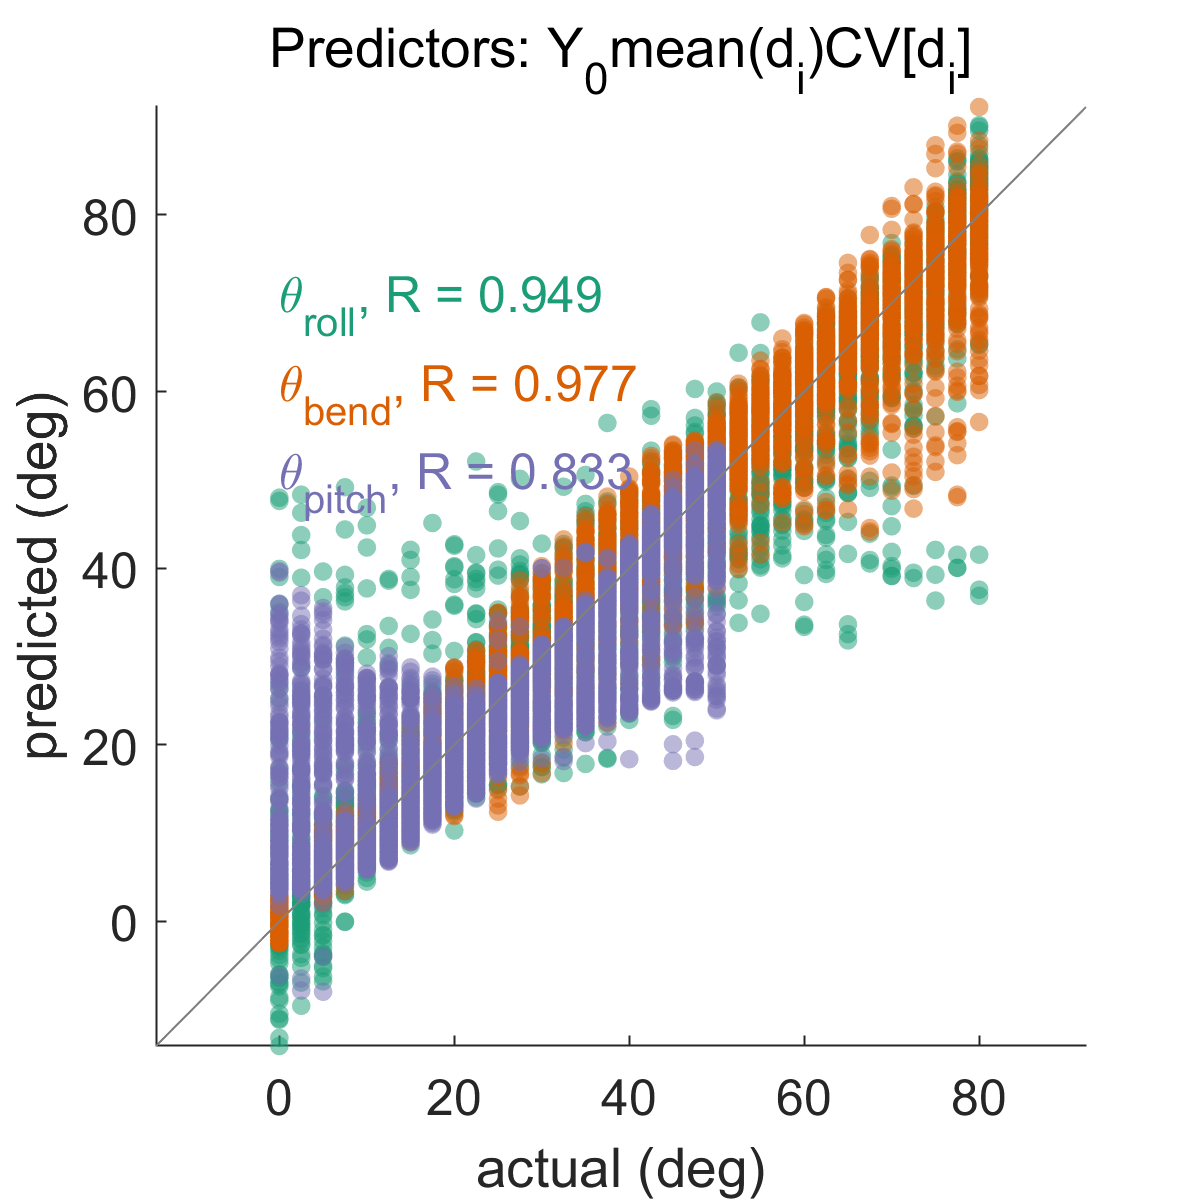 Predictors: Y₀mean(dᵢ)CV[dᵢ]
80
60
40
20
0
θroll, R = 0.949
θbend, R = 0.977
θpitch, R = 0.833
predicted (deg)
0 20 40 60 80
actual (deg)